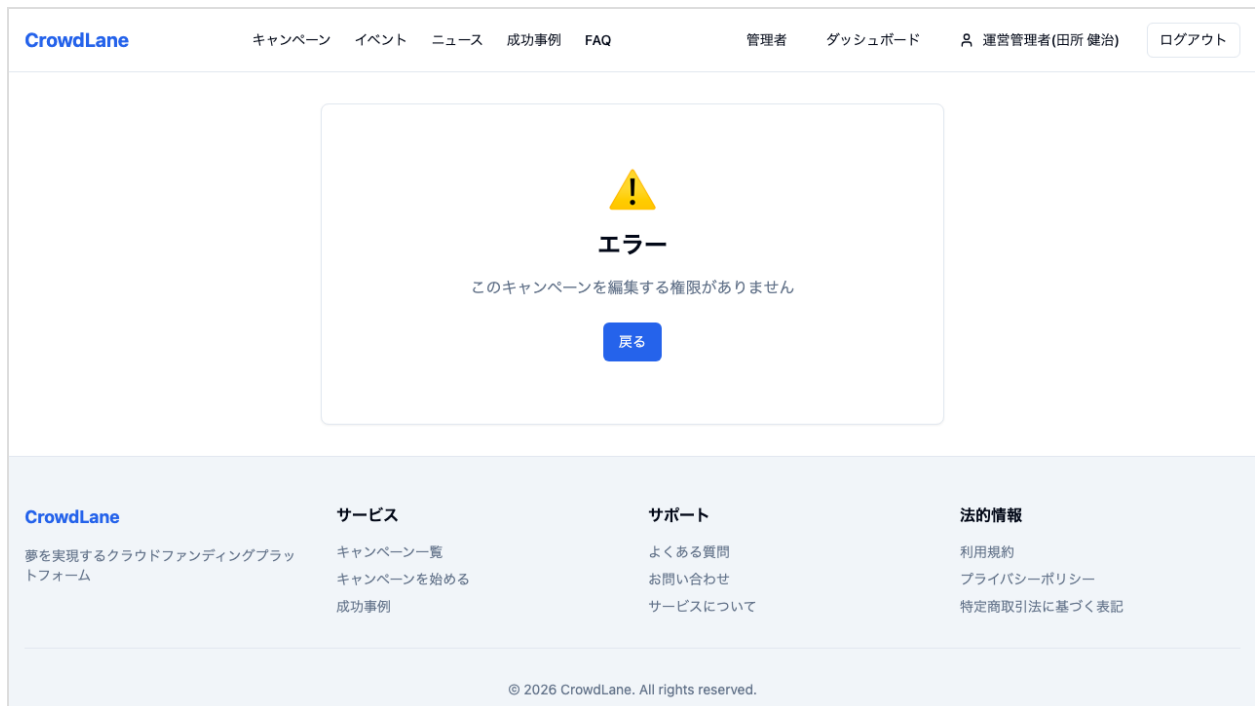 CrowdLane
キャンペーン
イベント
ニュース
成功事例
FAQ
管理者
ダッシュボード
運営管理者(田所 健治)
ログアウト
エラー
このキャンペーンを編集する権限がありません
戻る
CrowdLane
夢を実現するクラウドファンディングプラッ
トフォーム
サービス
キャンペーン一覧
キャンペーンを始める
成功事例
サポート
よくある質問
お問い合わせ
サービスについて
法的情報
利用規約
プライバシーポリシー
特定商取引法に基づく表記
© 2026 CrowdLane. All rights reserved.